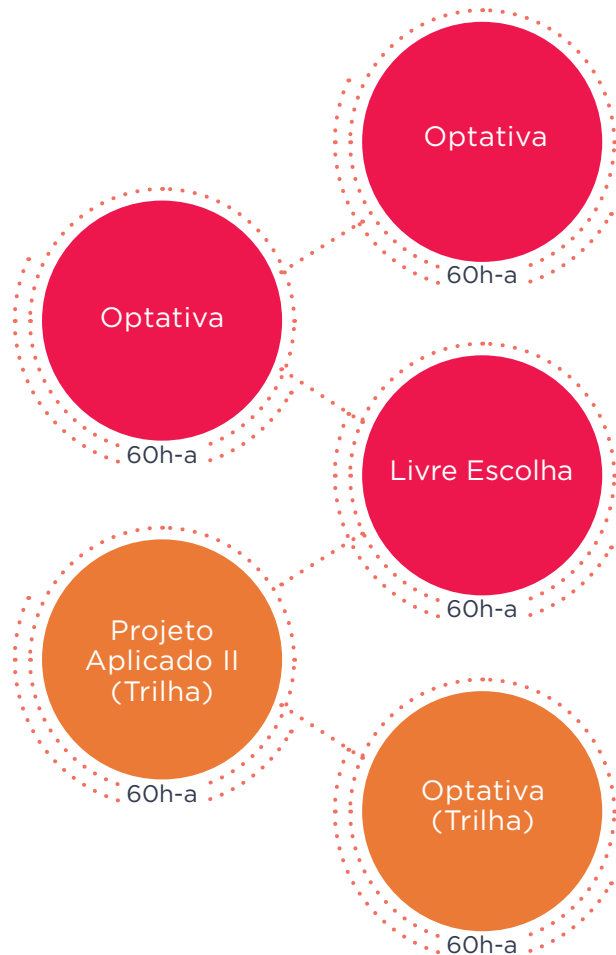 Optativa
60h-a
Optativa
60h-a
Livre Escolha
60h-a
Projeto
Aplicado II
(Trilha)
60h-a
Optativa
(Trilha)
60h-a